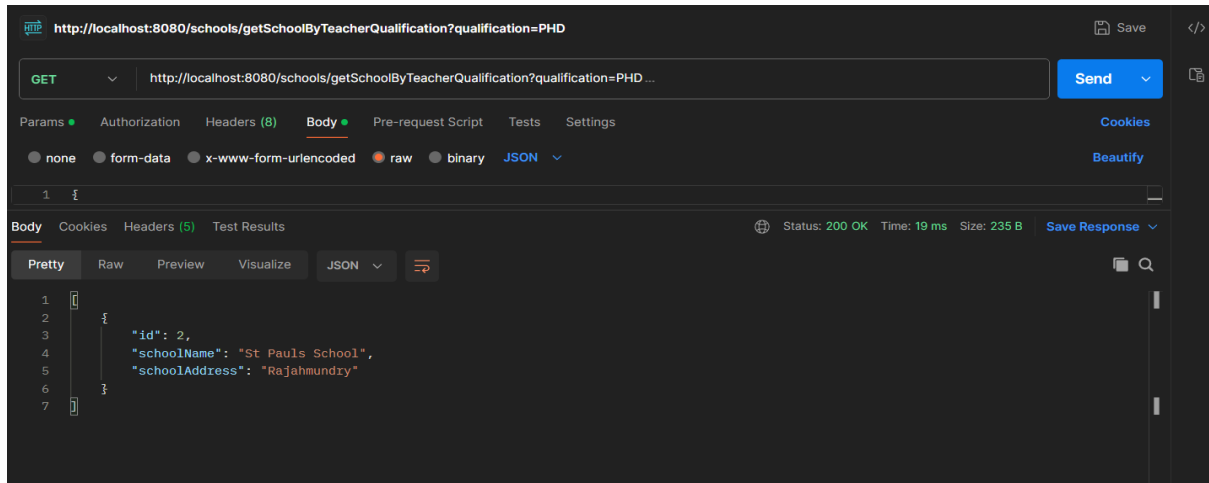 HTTP http://localhost:8080/schools/getSchoolByTeacherQualification?qualification=PHD Save </>
GET http://localhost:8080/schools/getSchoolByTeacherQualification?qualification=PHD ... Send
Params Authorization Headers (8) Body Pre-request Script Tests Settings Cookies
none form-data x-www-form-urlencoded raw binary JSON Beautify
1 {
Body Cookies Headers (5) Test Results Status: 200 OK Time: 19 ms Size: 235 B Save Response
Pretty Raw Preview Visualize JSON
1 [
2 {
3 "id": 2,
4 "schoolName": "St Pauls School",
5 "schoolAddress": "Rajahmundry"
6 }
7 ]